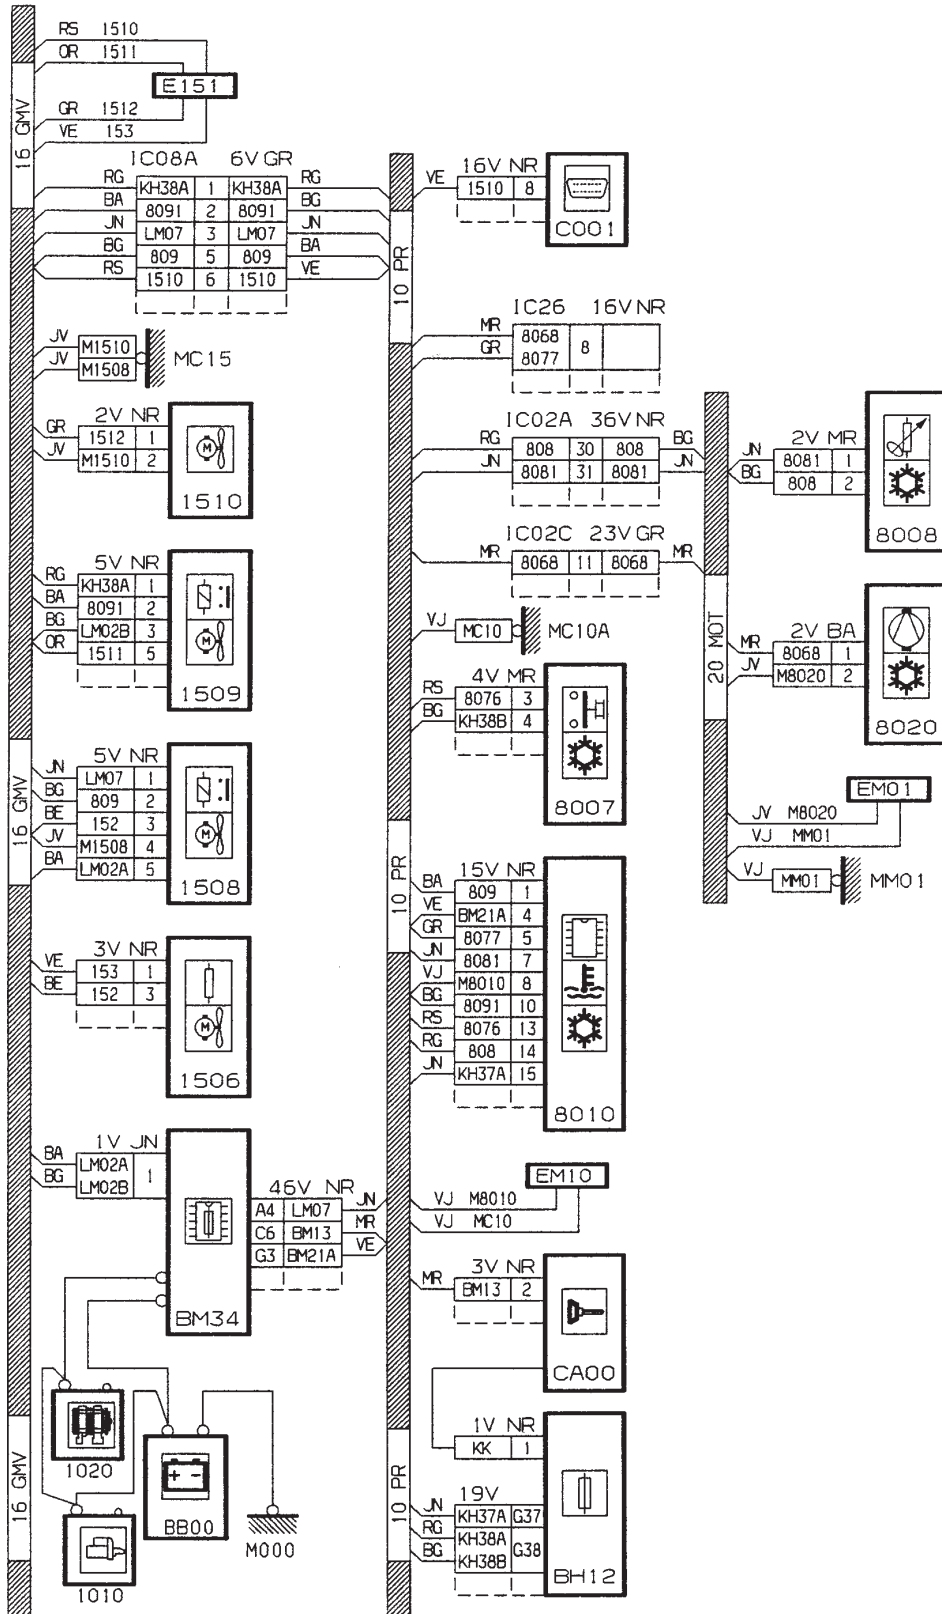 RS 1510
OR 1511
E151
GR 1512
VE 153
16 GMV
1C08A 6V GR
RG KH38A 1 KH38A RG
BA 8091 2 8091 BG
JN LM07 3 LM07 JN
BG 809 5 809 BA
RS 1510 6 1510 VE
JV M1510
JV M1508
MC15
2V NR
GR 1512 1
JV M1510 2
1510
5V NR
RG KH38A 1
BA 8091 2
BG LM02B 3
OR 1511 5
M
1509
16 GMV
5V NR
JN LM07 1
BG 809 2
BE 152 3
JV M1508 4
BA LM02A 5
M
1508
3V NR
VE 153 1
BE 152 3
M
1506
1V JN
BA LM02A
BG LM02B
1
BM34
46V NR
A4 LM07 JN
C6 BM13 MR
G3 BM21A VE
16 GMV
1020
1010
+ -
BB00
M000
10 PR
16V NR
VE 1510 8
C001
1C26 16V NR
MR 8068
GR 8077
8
1C02A 36V NR
RG 808 30 808 BG
JN 8081 31 8081 JN
1C02C 23V GR
MR 8068 11 8068 MR
VJ MC10
MC10A
4V MR
RS 8076 3
BG KH38B 4
8007
10 PR
15V NR
BA 809 1
VE BM21A 4
GR 8077 5
JN 8081 7
VJ M8010 8
BG 8091 10
RS 8076 13
RG 808 14
JN KH37A 15
8010
EM10
VJ M8010
VJ MC10
3V NR
MR BM13 2
CA00
10 PR
1V NR
KK 1
19V
JN KH37A G37
RG KH38A
BG KH38B
G38
BH12
20 MOT
2V MR
JN 8081 1
BG 808 2
8008
2V BA
MR 8068 1
JV M8020 2
8020
EM01
JV M8020
VJ MM01
VJ MM01
MM01
M